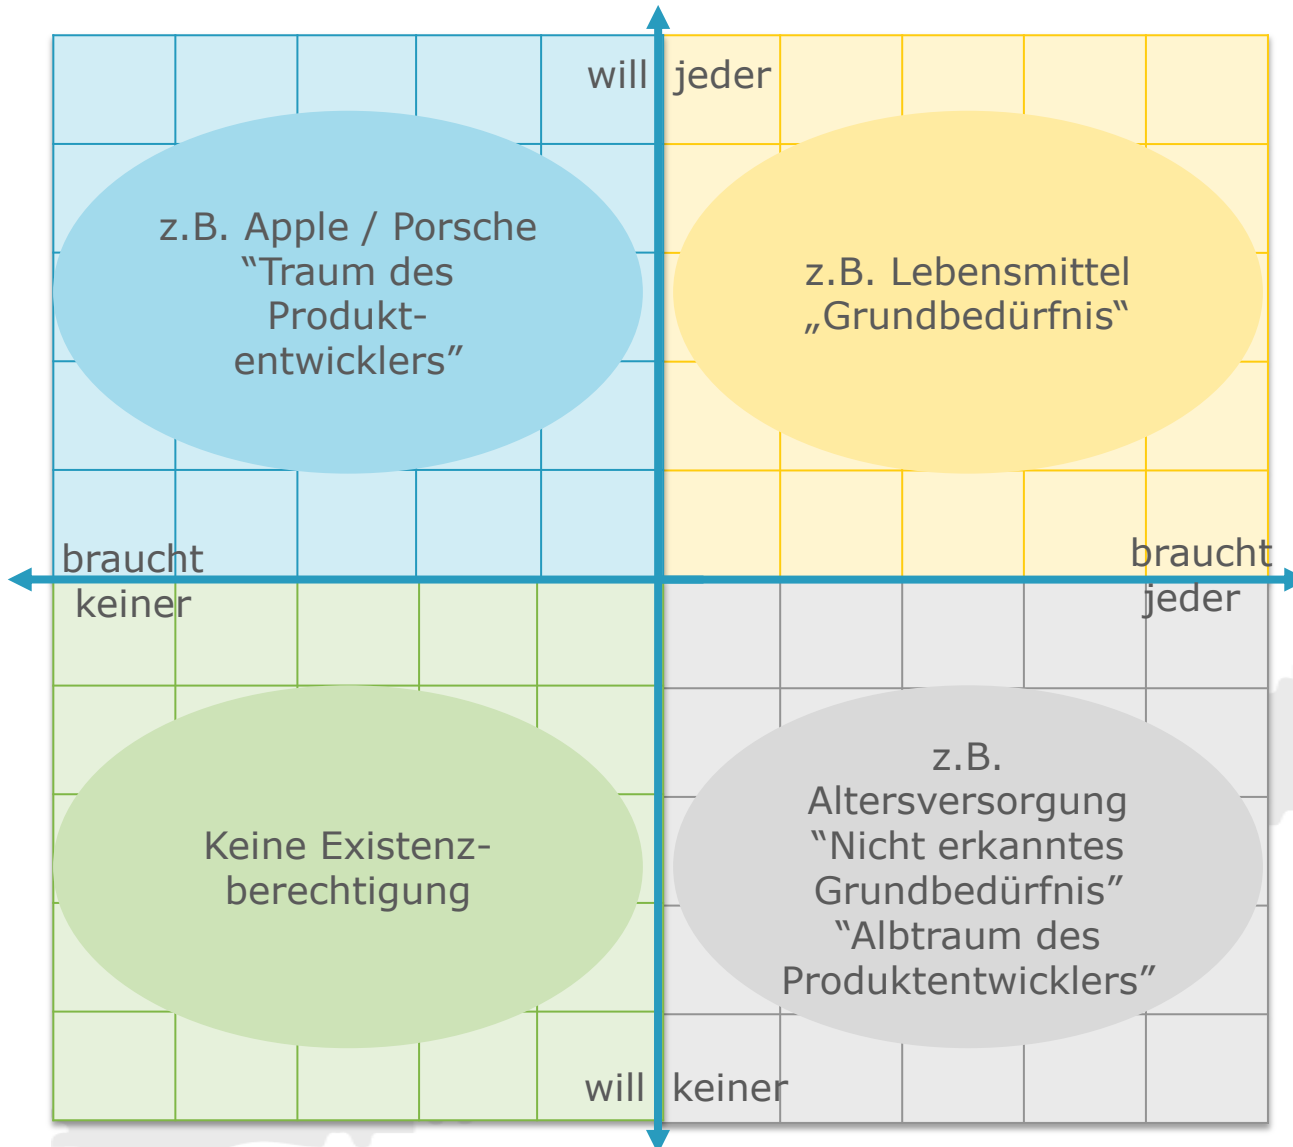 will jeder
z.B. Apple / Porsche
“Traum des
Produkt-
entwicklers”
z.B. Lebensmittel
„Grundbedürfnis“
braucht
keiner
braucht
jeder
Keine Existenz-
berechtigung
z.B.
Altersversorgung
“Nicht erkanntes
Grundbedürfnis”
“Albtraum des
Produktentwicklers”
will keiner